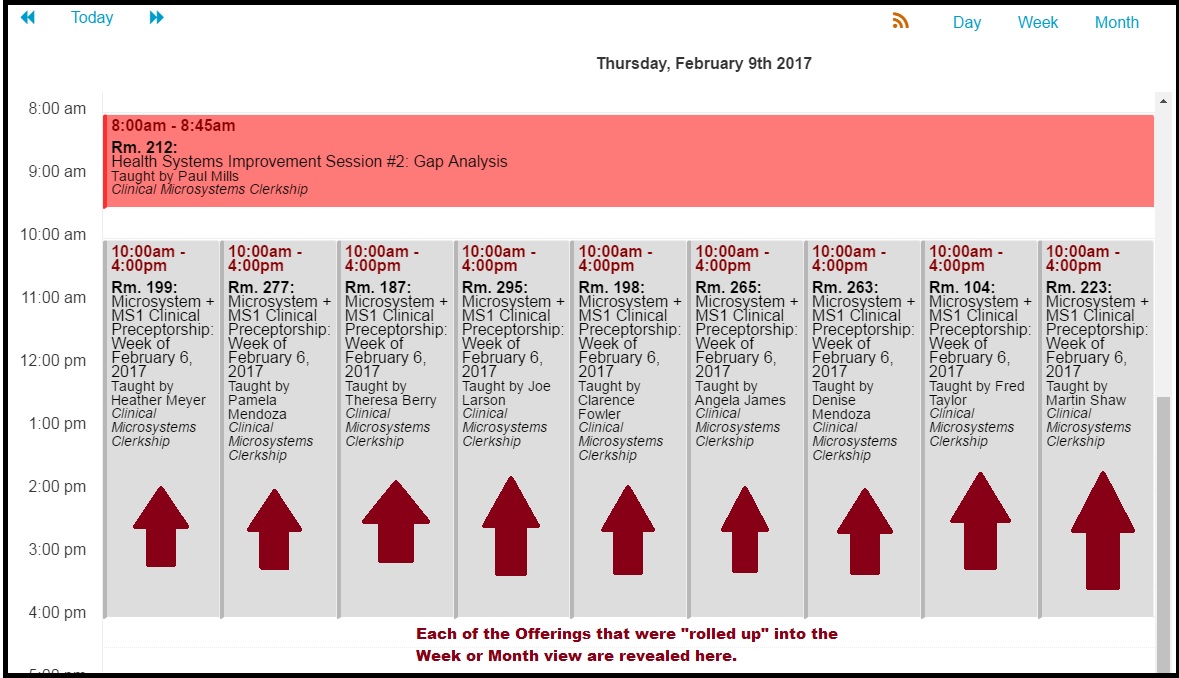 Today
Day Week Month
Thursday, February 9th 2017
8:00 am
8:00am - 8:45am
Rm. 212:
Health Systems Improvement Session #2: Gap Analysis
Taught by Paul Mills
Clinical Microsystems Clerkship
9:00 am
10:00 am
10:00am -
4:00pm
Rm. 199:
Microsystem +
MS1 Clinical
Preceptorship:
Week of
February 6,
2017
Taught by
Heather Meyer
Clinical
Microsystems
Clerkship
10:00am -
4:00pm
Rm. 277:
Microsystem +
MS1 Clinical
Preceptorship:
Week of
February 6,
2017
Taught by
Pamela
Mendoza
Clinical
Microsystems
Clerkship
10:00am -
4:00pm
Rm. 187:
Microsystem +
MS1 Clinical
Preceptorship:
Week of
February 6,
2017
Taught by
Theresa Berry
Clinical
Microsystems
Clerkship
10:00am -
4:00pm
Rm. 295:
Microsystem +
MS1 Clinical
Preceptorship:
Week of
February 6,
2017
Taught by Joe
Larson
Clinical
Microsystems
Clerkship
10:00am -
4:00pm
Rm. 198:
Microsystem +
MS1 Clinical
Preceptorship:
Week of
February 6,
2017
Taught by
Clarence
Fowler
Clinical
Microsystems
Clerkship
10:00am -
4:00pm
Rm. 265:
Microsystem +
MS1 Clinical
Preceptorship:
Week of
February 6,
2017
Taught by
Angela James
Clinical
Microsystems
Clerkship
10:00am -
4:00pm
Rm. 263:
Microsystem +
MS1 Clinical
Preceptorship:
Week of
February 6,
2017
Taught by
Denise
Mendoza
Clinical
Microsystems
Clerkship
10:00am -
4:00pm
Rm. 104:
Microsystem +
MS1 Clinical
Preceptorship:
Week of
February 6,
2017
Taught by Fred
Taylor
Clinical
Microsystems
Clerkship
10:00am -
4:00pm
Rm. 223:
Microsystem +
MS1 Clinical
Preceptorship:
Week of
February 6,
2017
Taught by
Martin Shaw
Clinical
Microsystems
Clerkship
11:00 am
12:00 pm
1:00 pm
2:00 pm
3:00 pm
4:00 pm
Each of the Offerings that were "rolled up" into the
Week or Month view are revealed here.
5:00 pm